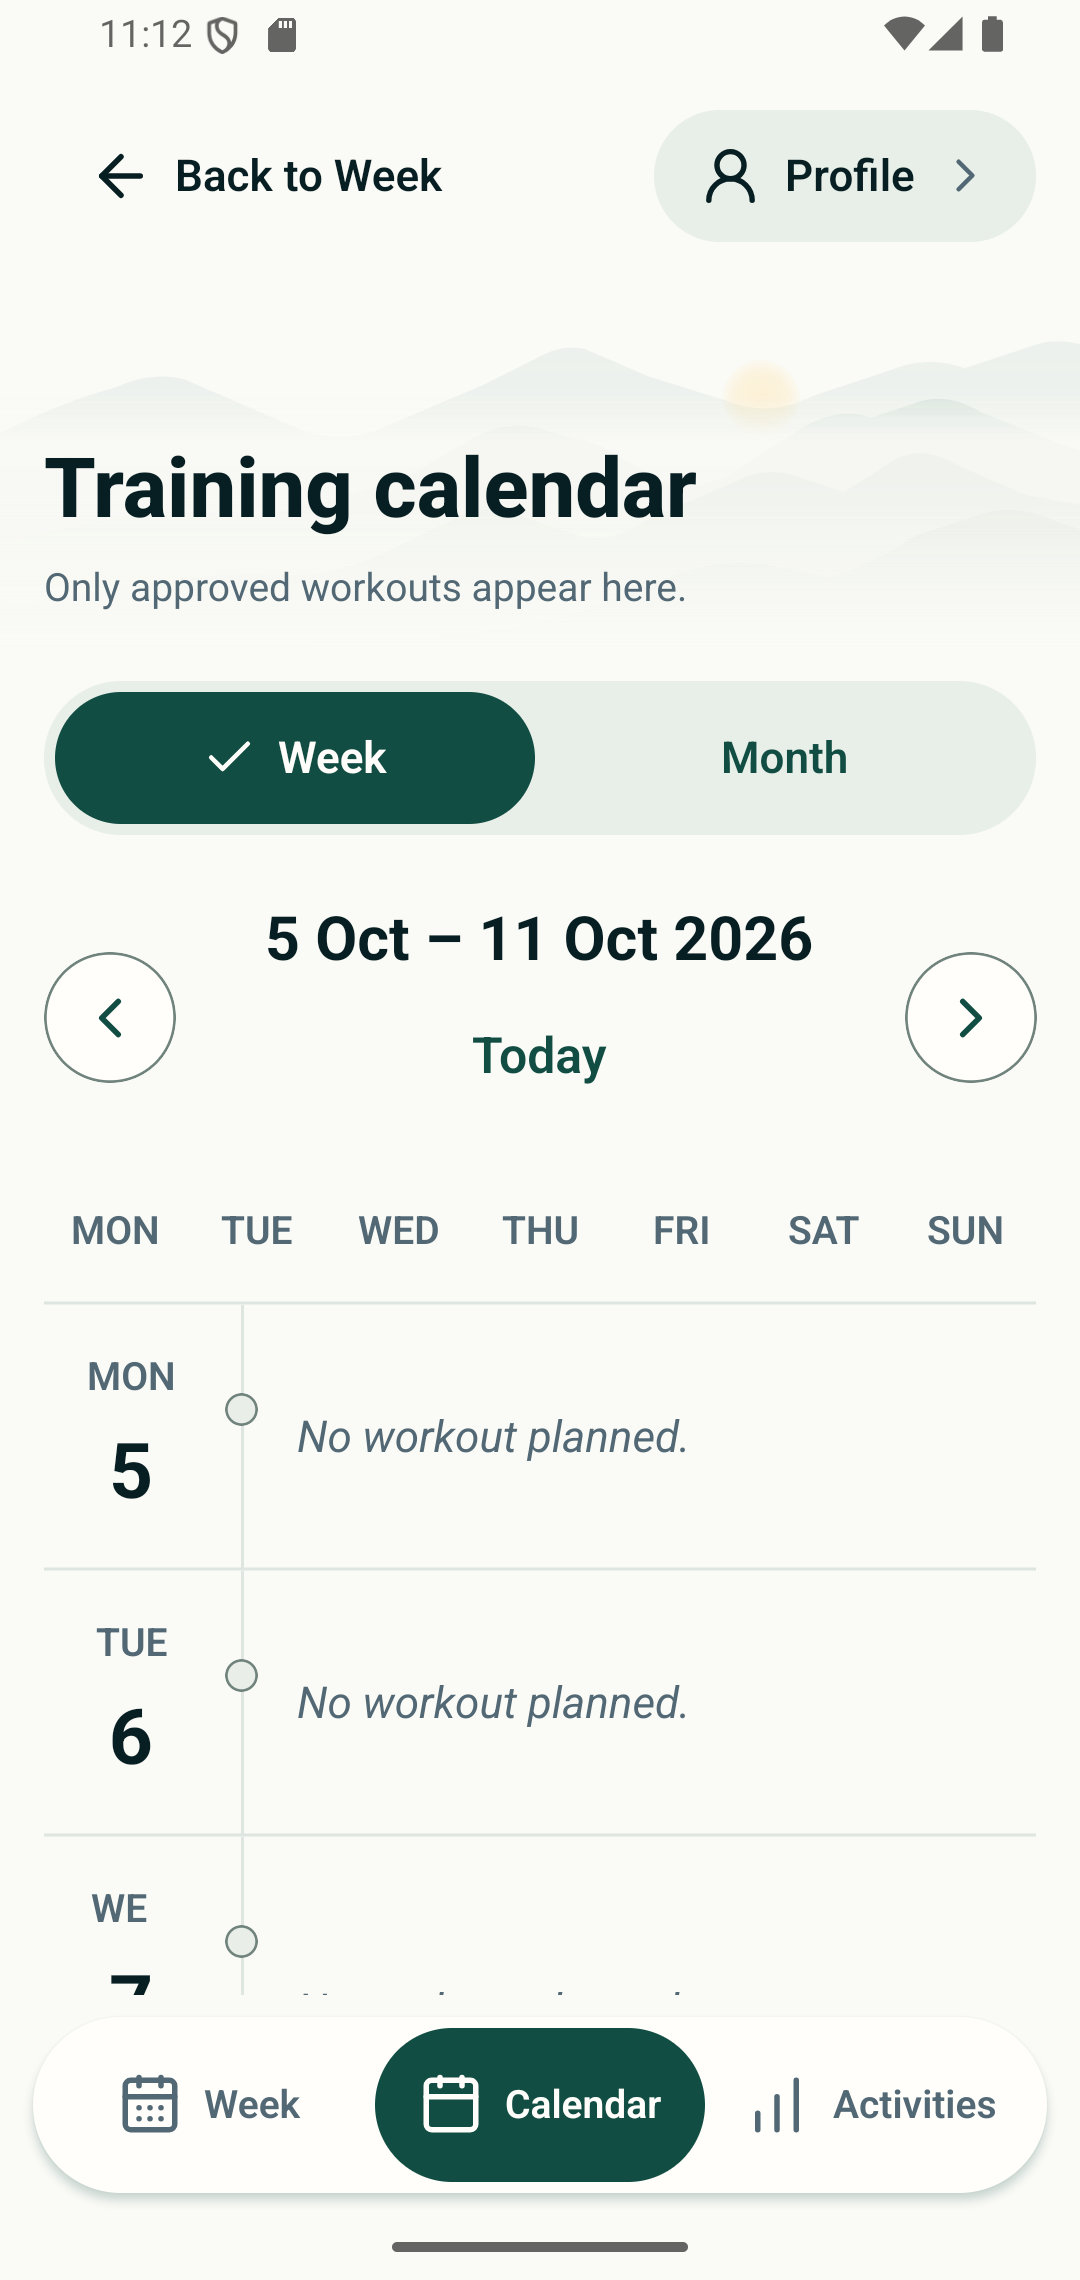 11:12
Back to Week
Profile
Training calendar
Only approved workouts appear here.
Week
Month
5 Oct – 11 Oct 2026
Today
MON TUE WED THU FRI SAT SUN
MON
5
No workout planned.
TUE
6
No workout planned.
WE
7
Week
Calendar
Activities